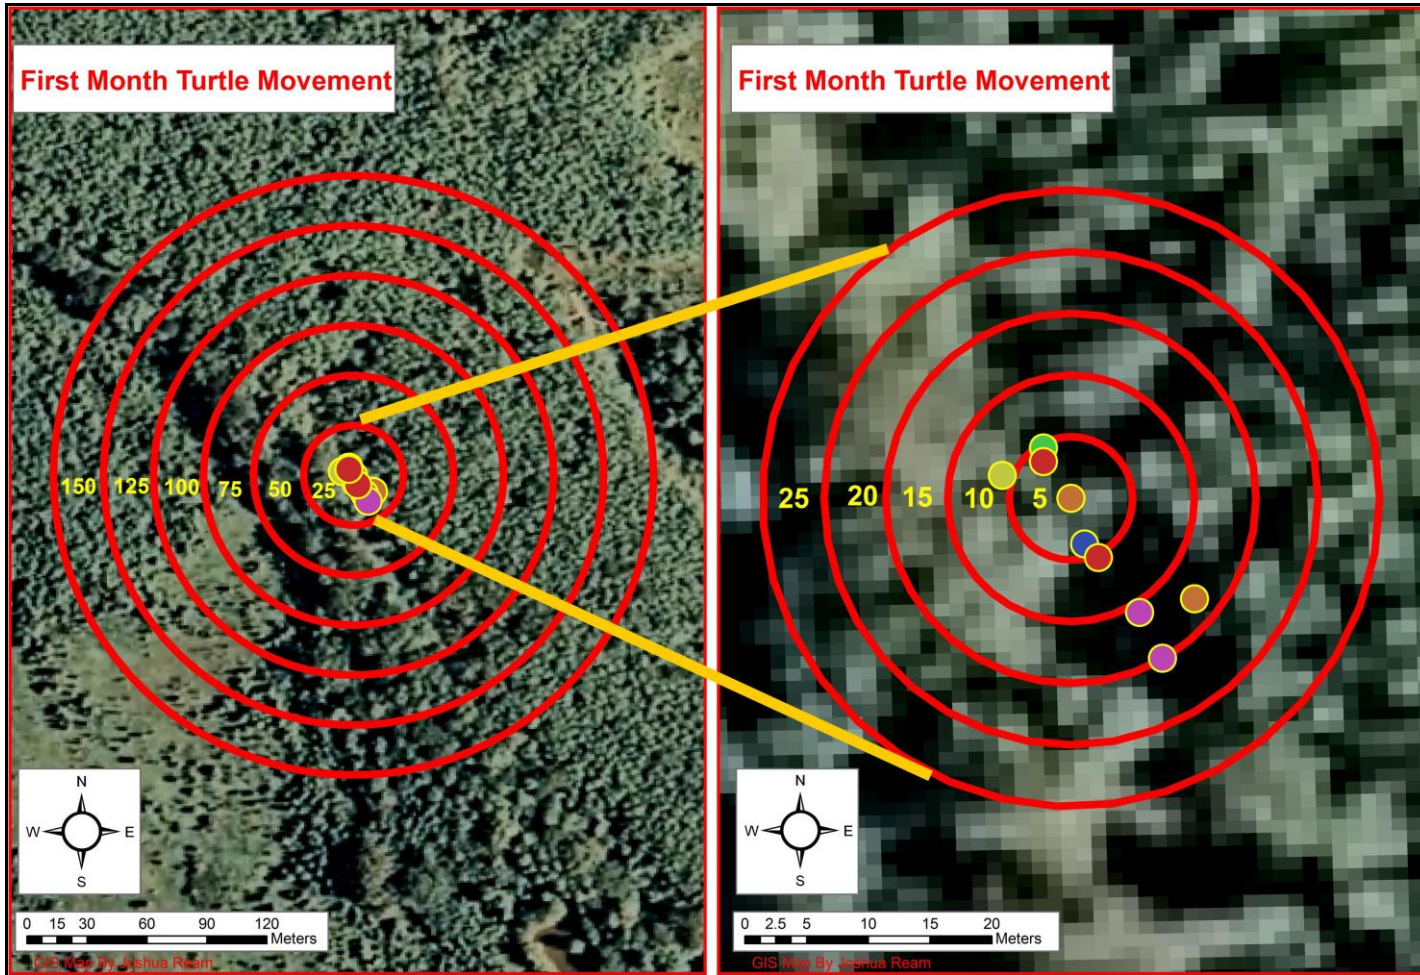 First Month Turtle Movement
150 125 100 75 50 25
N
W E
S
0 15 30 60 90 120
Meters
GIS Map By Joshua Ream
First Month Turtle Movement
25 20 15 10 5
N
W E
S
0 2.5 5 10 15 20
Meters
GIS Map By Joshua Ream